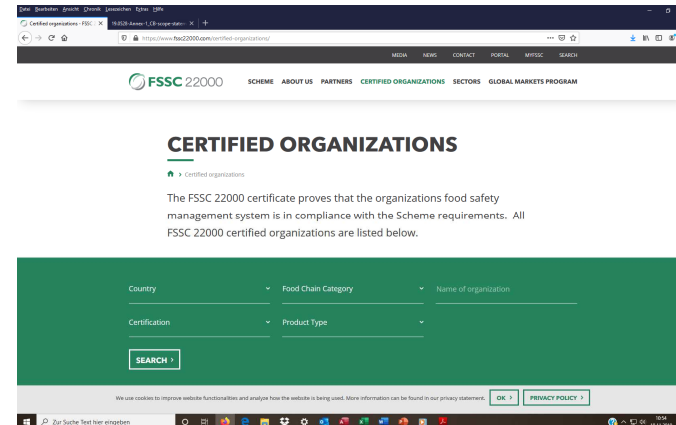 Datei Bearbeiten Ansicht Chronik Lesezeichen Extras Hilfe
Certified organizations - FSSC
https://www.fssc22000.com/certified-organizations/
MEDIA NEWS CONTACT PORTAL MYFSSC SEARCH
FSSC 22000 SCHEME ABOUT US PARTNERS CERTIFIED ORGANIZATIONS SECTORS GLOBAL MARKETS PROGRAM
CERTIFIED ORGANIZATIONS
Certified organizations
The FSSC 22000 certificate proves that the organizations food safety
management system is in compliance with the Scheme requirements. All
FSSC 22000 certified organizations are listed below.
Country Food Chain Category Name of organization
Certification Product Type
SEARCH
We use cookies to improve website functionalities and analyze how the website is being used. More information can be found in our privacy statement. OK PRIVACY POLICY
Zur Suche Text hier eingeben
10:54